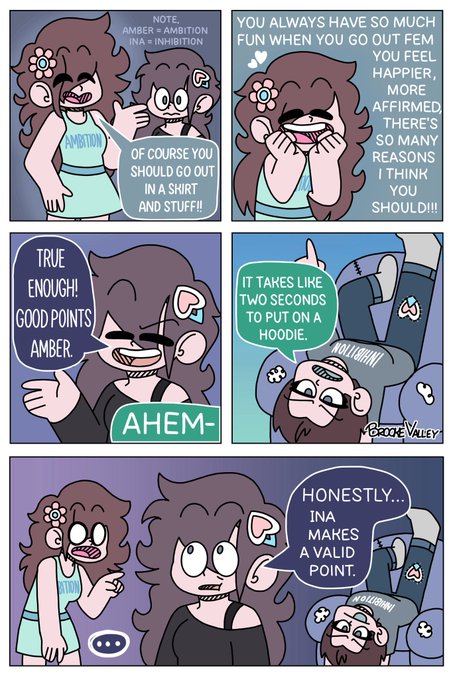 NOTE,
AMBER = AMBITION
INA = INHIBITION
AMBITION
OF COURSE YOU
SHOULD GO OUT
IN A SKIRT
AND STUFF!!
YOU ALWAYS HAVE SO MUCH
FUN WHEN YOU GO OUT FEM
YOU FEEL
HAPPIER,
MORE
AFFIRMED,
THERE'S
SO MANY
REASONS
I THINK
YOU
SHOULD!!!
TRUE
ENOUGH!
GOOD POINTS
AMBER.
AHEM-
IT TAKES LIKE
TWO SECONDS
TO PUT ON A
HOODIE.
INHIBITION
BROOKE VALLEY
HONESTLY...
INA
MAKES
A VALID
POINT.
BITION
...
INHIBITION